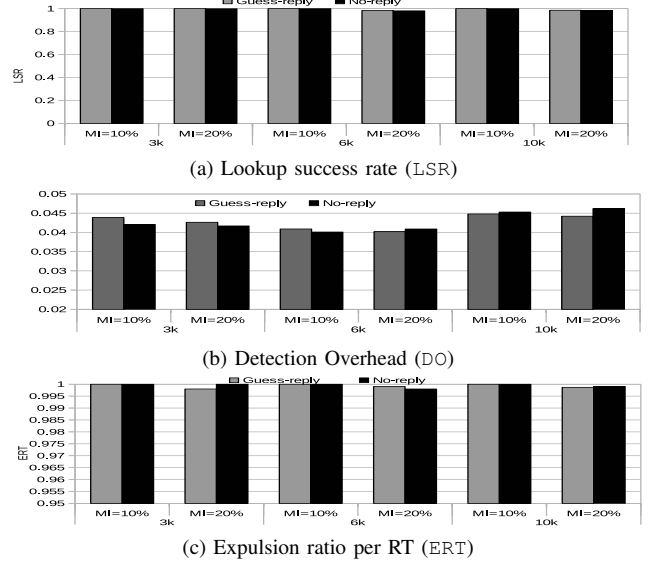 Guess-reply No-reply
1
0.8
0.6
0.4
0.2
0
LSR
MI=10% MI=20% MI=10% MI=20% MI=10% MI=20%
3k 6k 10k
(a) Lookup success rate (LSR)
0.05
0.045
0.04
0.035
0.03
0.025
0.02
Guess-reply No-reply
MI=10% MI=20% MI=10% MI=20% MI=10% MI=20%
3k 6k 10k
(b) Detection Overhead (DO)
Guess-reply No-reply
1
0.995
0.99
0.985
0.98
0.975
0.97
0.965
0.96
0.955
0.95
ERT
MI=10% MI=20% MI=10% MI=20% MI=10% MI=20%
3k 6k 10k
(c) Expulsion ratio per RT (ERT)